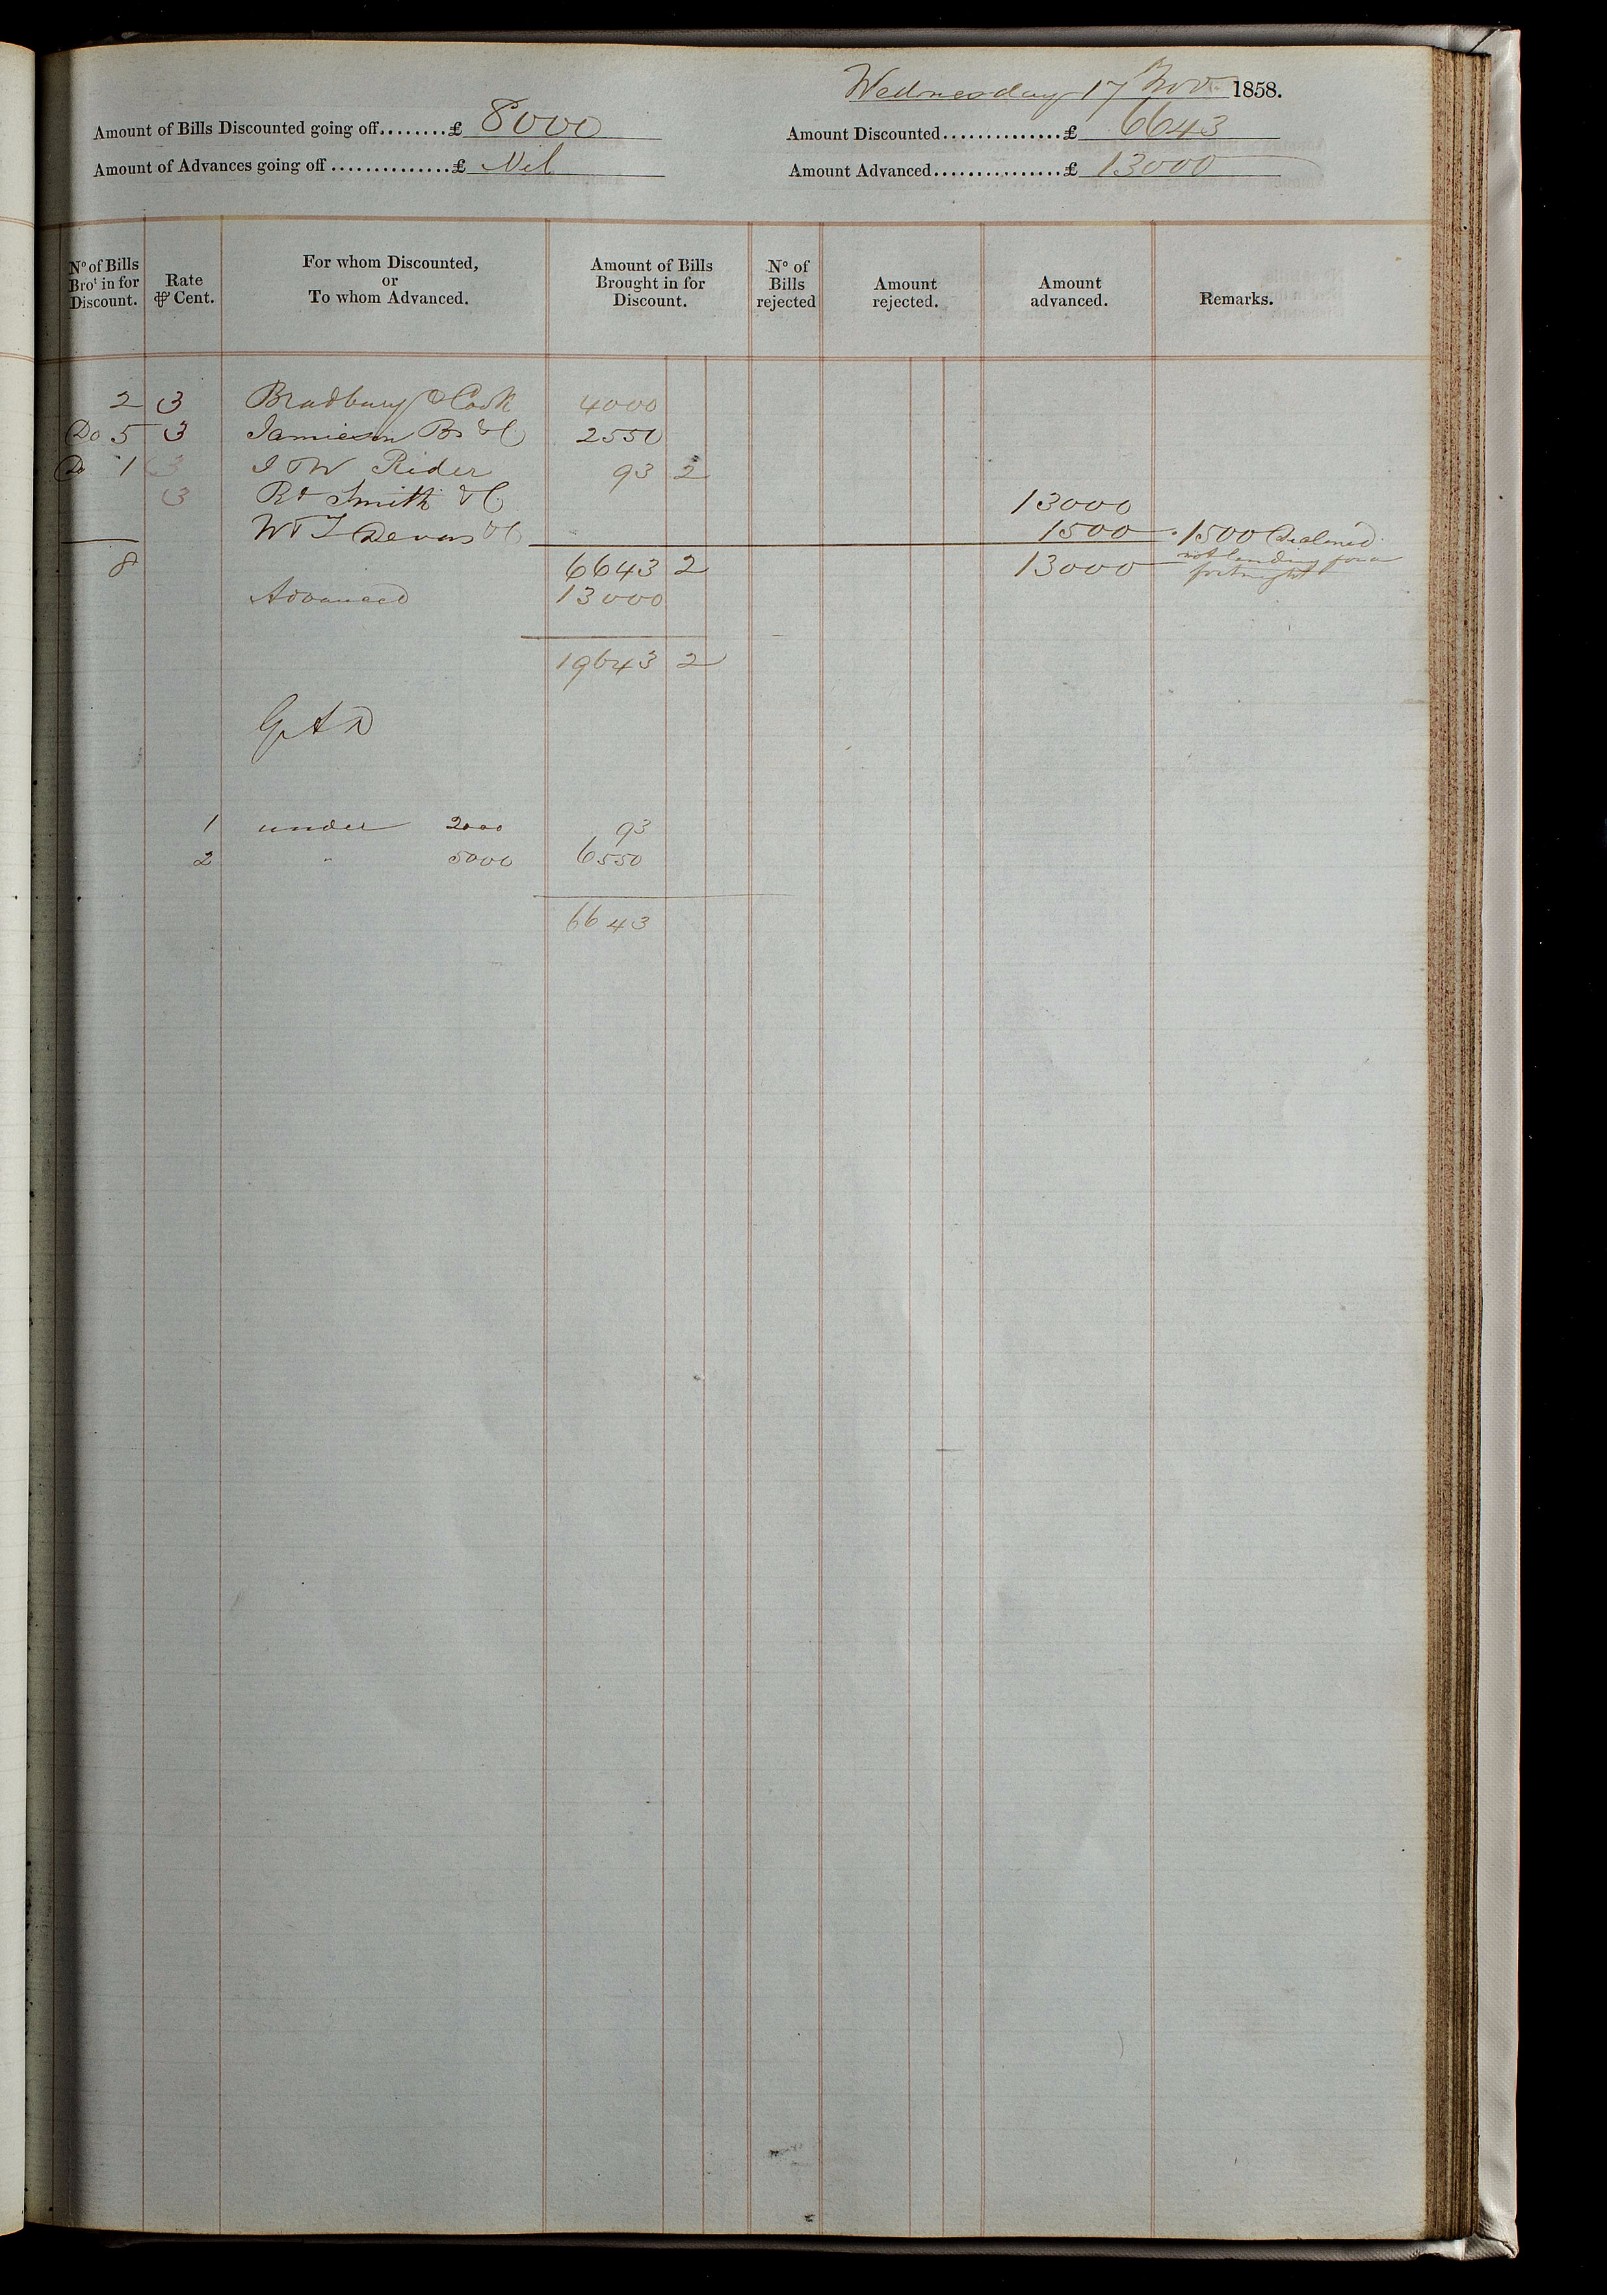 Wednesday 17 Nov 1858.
Amount of Bills Discounted going off........£ 8000
Amount Discounted..............£ 6643
Amount of Advances going off..............£ Nil
Amount Advanced................£ 13000
No of Bills Brot in for Discount.
Rate ⅌ Cent.
For whom Discounted, or To whom Advanced.
Amount of Bills Brought in for Discount.
No of Bills rejected
Amount rejected.
Amount advanced.
Remarks.
2 3 Bradbury & Cook 4000
Do 5 3 Jamieson Bs & C 2550
Do 1 3 J & W Rider 93 2
3 Rt Smith & C 13000
W & T Devas & C 1500 1500 Declined
8 6643 2 13000 not lending for a fortnight
Advanced 13000
19643 2
1 under 2000 93
2 " 5000 6550
6643